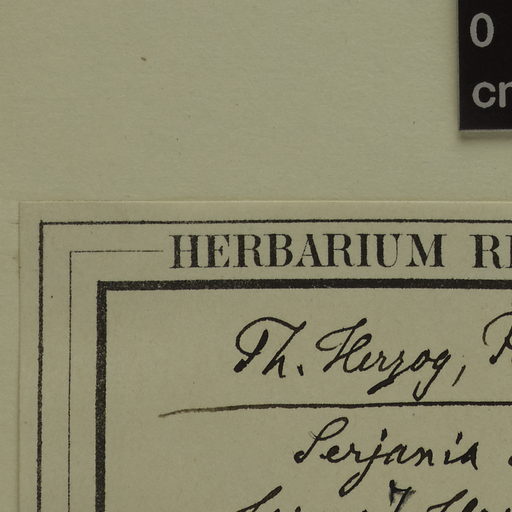 0
cm
HERBARIUM
Th. Herzog,
Serjania